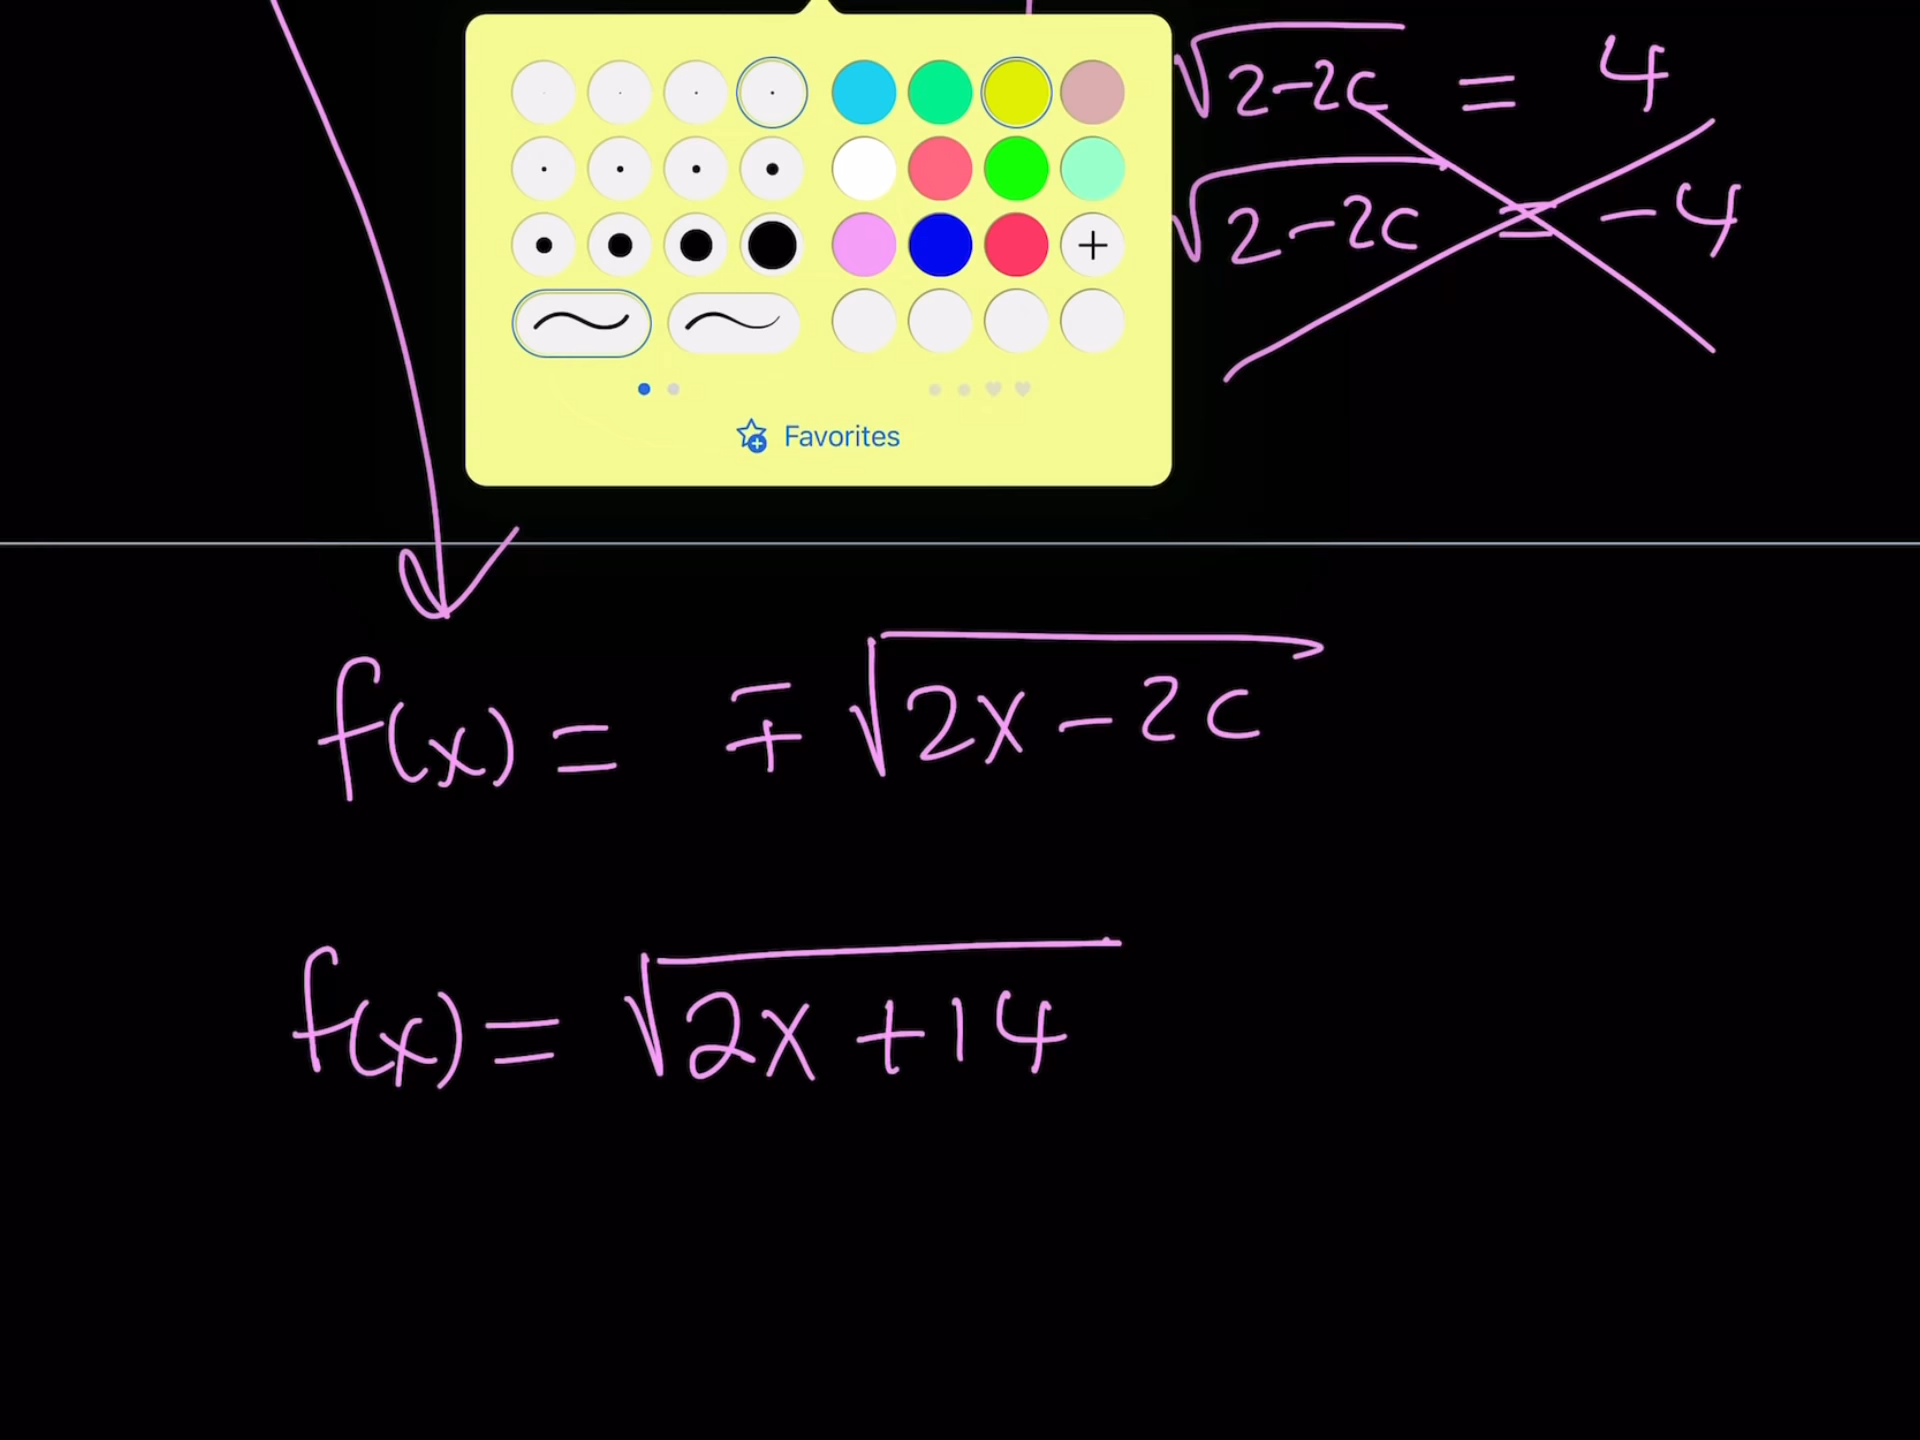 √2-2c = 4
√2-2c = -4
+
Favorites
f(x) = ∓ √2x-2c
f(x) = √2x+14